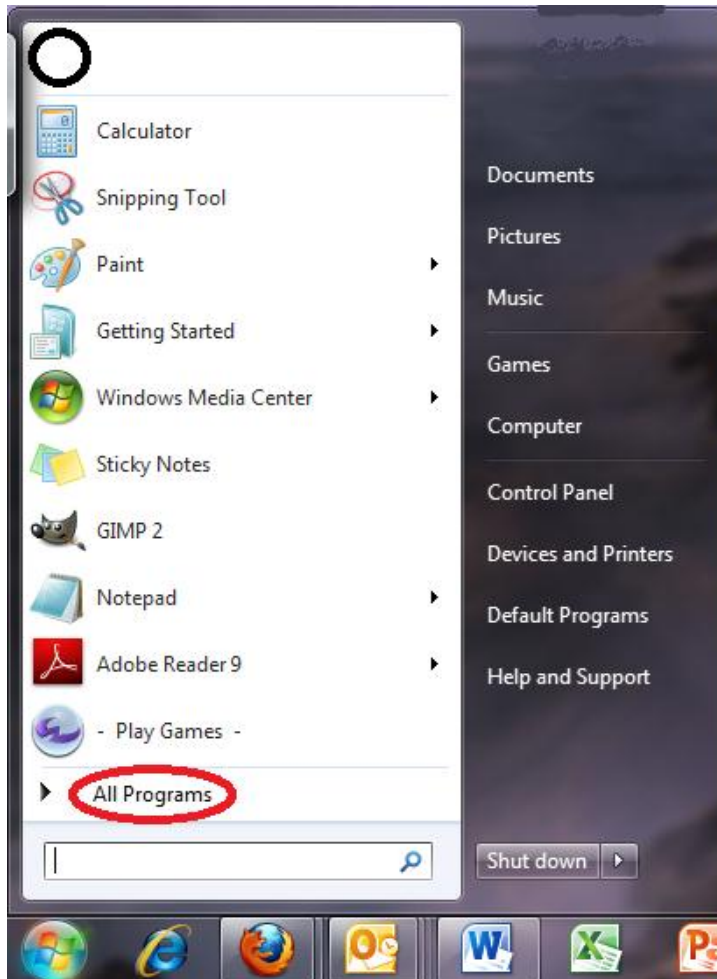 Calculator
Snipping Tool
Paint
Getting Started
Windows Media Center
Sticky Notes
GIMP 2
Notepad
Adobe Reader 9
- Play Games -
All Programs
Documents
Pictures
Music
Games
Computer
Control Panel
Devices and Printers
Default Programs
Help and Support
Shut down